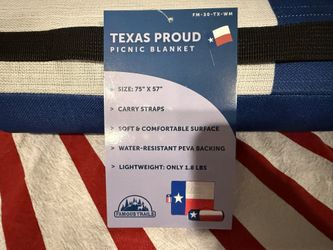 FM-30-TX-WM
TEXAS PROUD
PICNIC BLANKET
> SIZE: 75" X 57"
> CARRY STRAPS
> SOFT & COMFORTABLE SURFACE
> WATER-RESISTANT PEVA BACKING
> LIGHTWEIGHT: ONLY 1.8 LBS
FAMOUS TRAILS